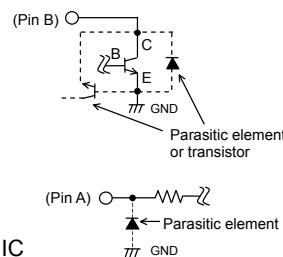 (Pin B)
C
B
E
GND
Parasitic element
or transistor
(Pin A)
Parasitic element
IC
GND